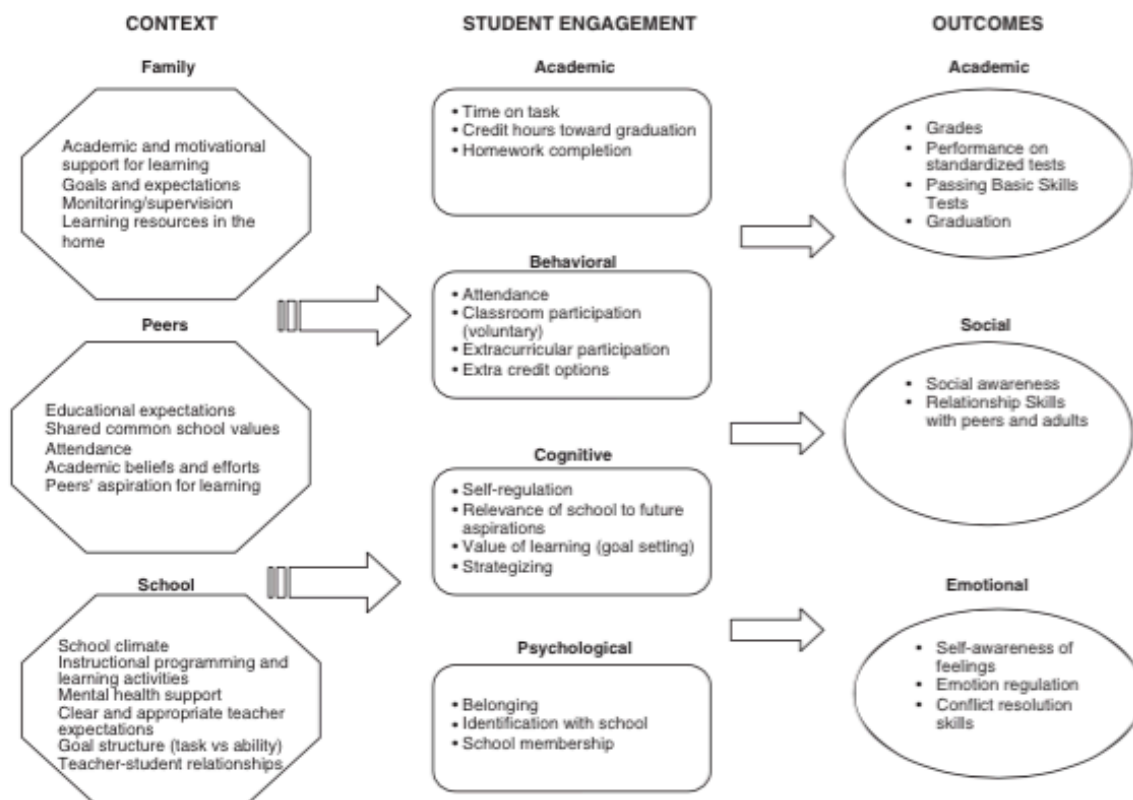 CONTEXT
Family
Academic and motivational
support for learning
Goals and expectations
Monitoring/supervision
Learning resources in the
home
Peers
Educational expectations
Shared common school values
Attendance
Academic beliefs and efforts
Peers' aspiration for learning
School
School climate
Instructional programming and
learning activities
Mental health support
Clear and appropriate teacher
expectations
Goal structure (task vs ability)
Teacher-student relationships
STUDENT ENGAGEMENT
Academic
• Time on task
• Credit hours toward graduation
• Homework completion
Behavioral
• Attendance
• Classroom participation
(voluntary)
• Extracurricular participation
• Extra credit options
Cognitive
• Self-regulation
• Relevance of school to future
aspirations
• Value of learning (goal setting)
• Strategizing
Psychological
• Belonging
• Identification with school
• School membership
OUTCOMES
Academic
• Grades
• Performance on
standardized tests
• Passing Basic Skills
Tests
• Graduation
Social
• Social awareness
• Relationship Skills
with peers and adults
Emotional
• Self-awareness of
feelings
• Emotion regulation
• Conflict resolution
skills